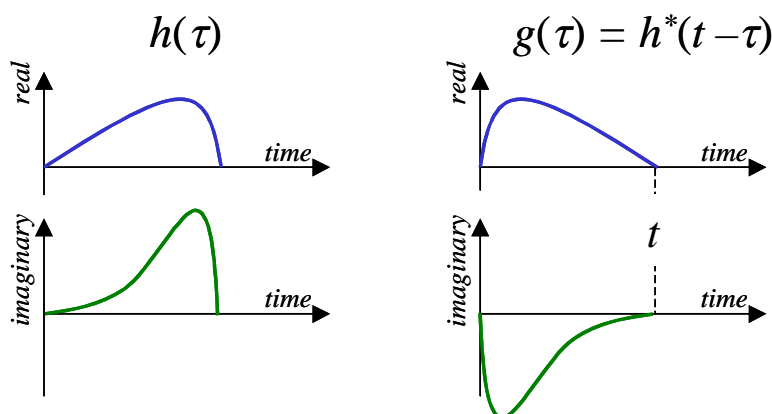 h(τ)
g(τ) = h*(t – τ)
real
time
real
time
imaginary
time
imaginary
t
time